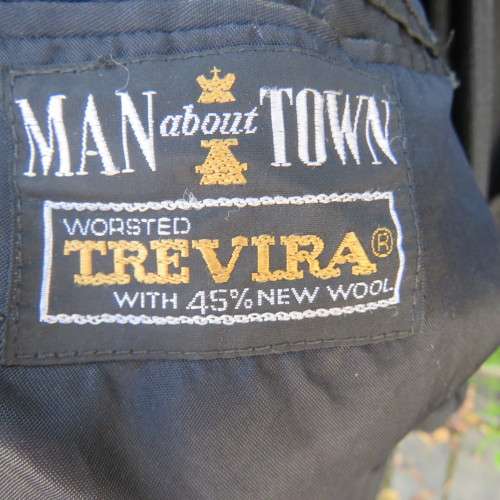 MAN about TOWN
WORSTED
TREVIRA®
WITH 45% NEW WOOL